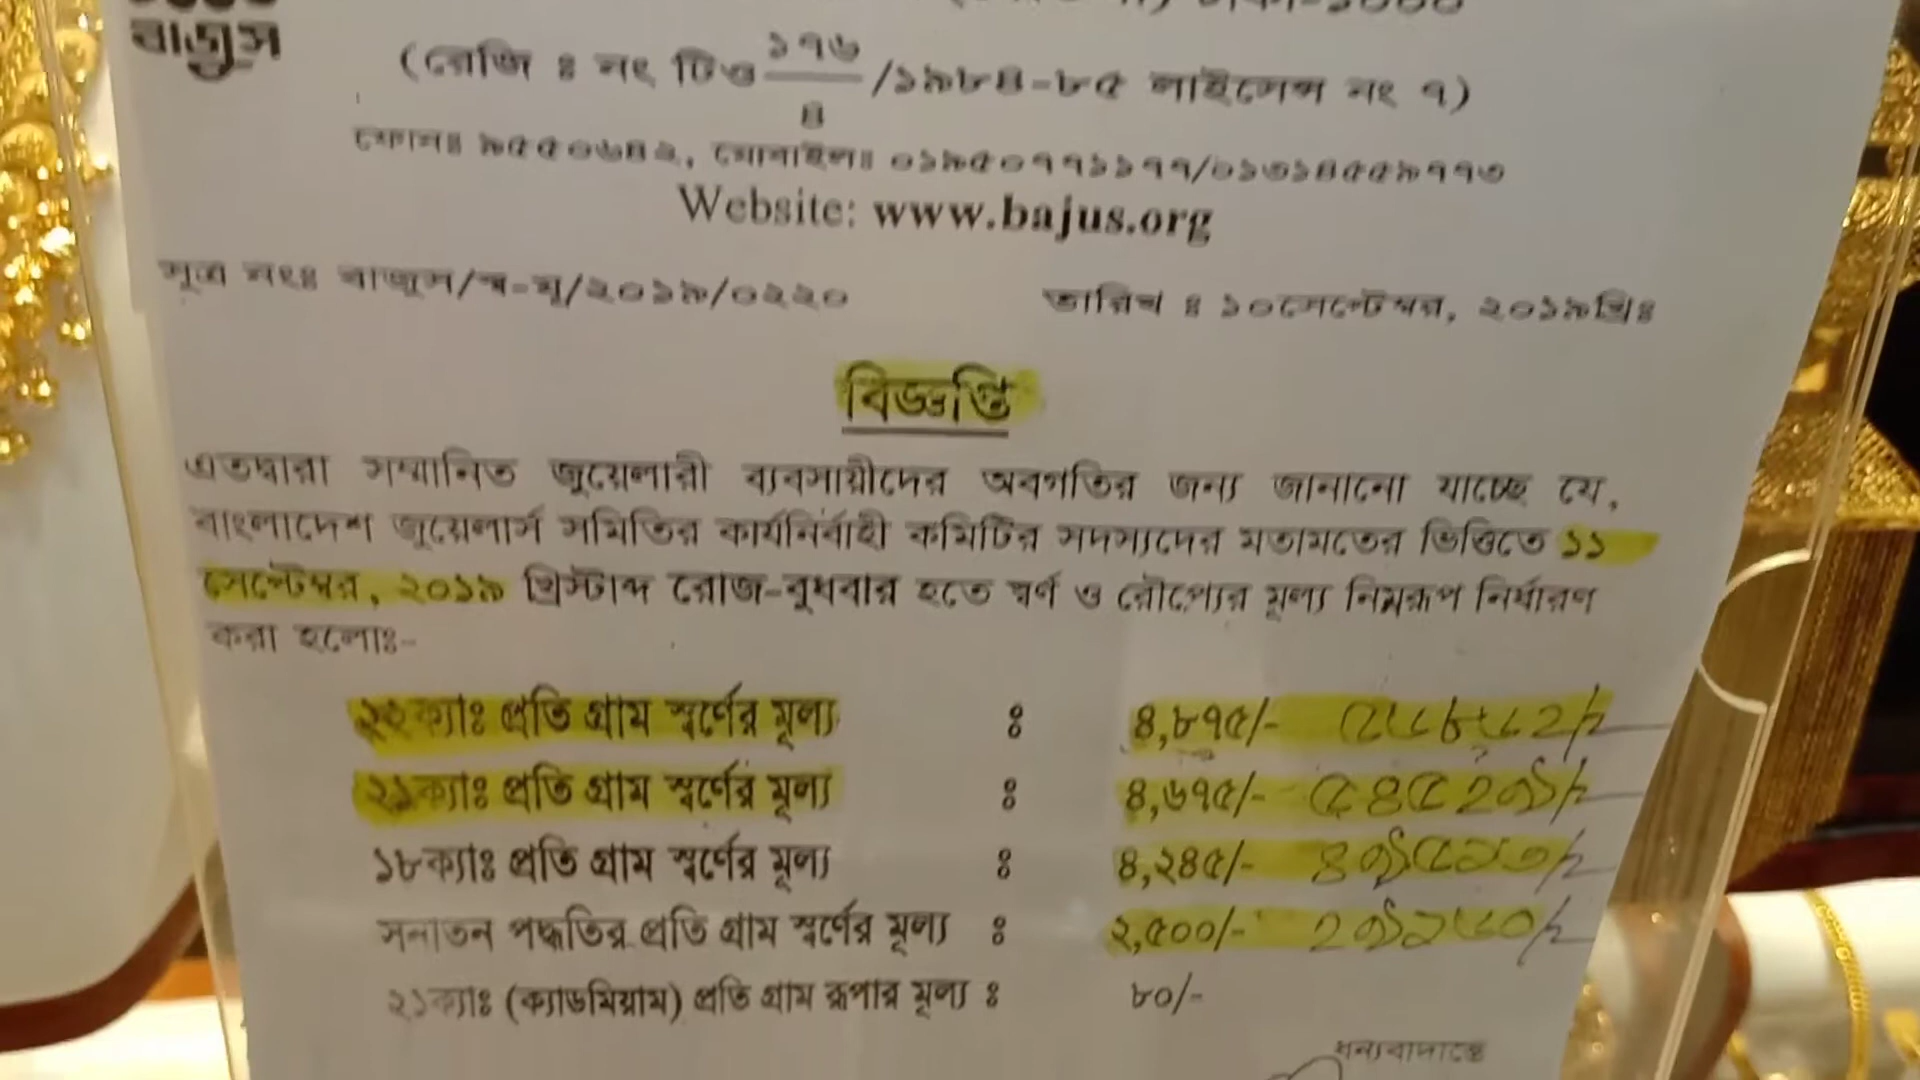 বাজুস
(রেজি ঃ নং টিও ১৭৬/৪/১৯৮৪-৮৫ লাইসেন্স নং ৭)
ফোনঃ ৯৫৫০৬৪২, মোবাইলঃ ০১৯৫০৭৭১১৭৭/০১৭১৪৫৫৯৭৭৩
Website: www.bajus.org
সূত্র নংঃ বাজুস/স্ব-মূ/২০১৯/০২২০ তারিখ ঃ ১০সেপ্টেম্বর, ২০১৯খ্রিঃ
বিজ্ঞপ্তি
এতদ্বারা সম্মানিত জুয়েলারী ব্যবসায়ীদের অবগতির জন্য জানানো যাচ্ছে যে,
বাংলাদেশ জুয়েলার্স সমিতির কার্যনির্বাহী কমিটির সদস্যদের মতামতের ভিত্তিতে ১১
সেপ্টেম্বর, ২০১৯ খ্রিস্টাব্দ রোজ-বুধবার হতে স্বর্ণ ও রৌপ্যের মূল্য নিম্নরূপ নির্ধারণ
করা হলোঃ-
২২ক্যাঃ প্রতি গ্রাম স্বর্ণের মূল্য ঃ ৪,৮৭৫/-
২১ক্যাঃ প্রতি গ্রাম স্বর্ণের মূল্য ঃ ৪,৬৭৫/-
১৮ক্যাঃ প্রতি গ্রাম স্বর্ণের মূল্য ঃ ৪,২৪৫/-
সনাতন পদ্ধতির প্রতি গ্রাম স্বর্ণের মূল্য ঃ ২,৫০০/- ২৯১৬০/
২১ক্যাঃ (ক্যাডমিয়াম) প্রতি গ্রাম রূপার মূল্য ঃ ৮০/-
ধন্যবাদান্তে